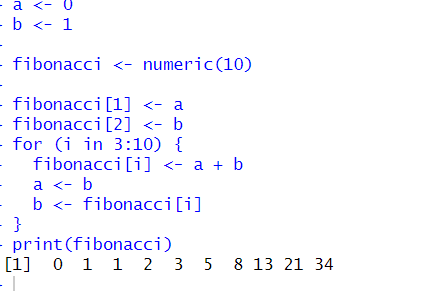 a <- 0
b <- 1
fibonacci <- numeric(10)
fibonacci[1] <- a
fibonacci[2] <- b
for (i in 3:10) {
  fibonacci[i] <- a + b
  a <- b
  b <- fibonacci[i]
}
print(fibonacci)
[1]  0  1  1  2  3  5  8 13 21 34